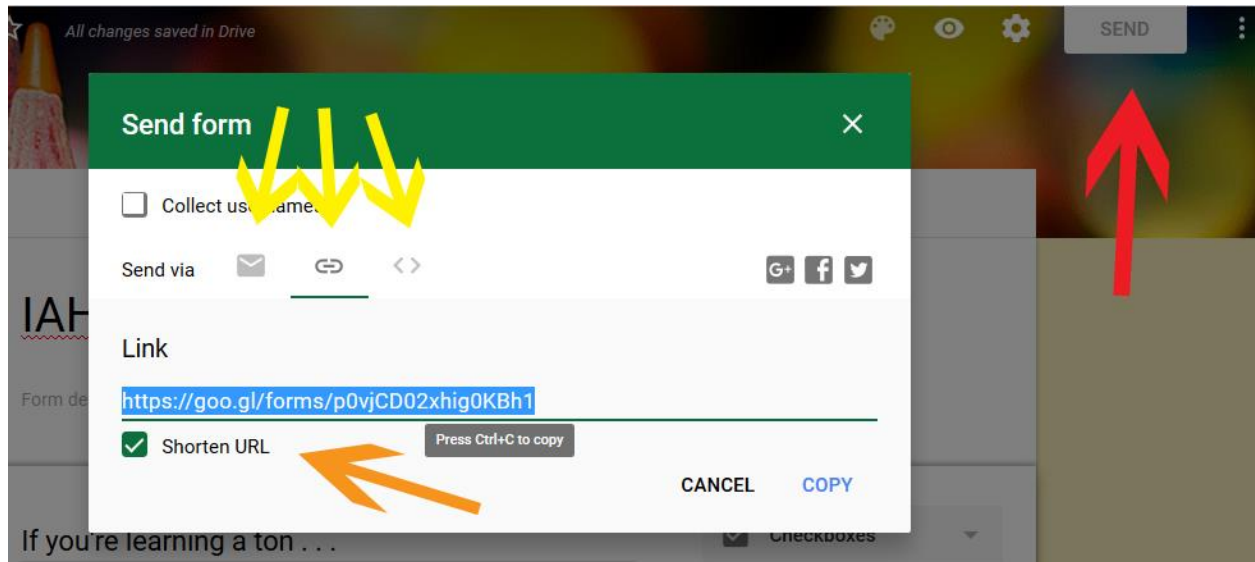 All changes saved in Drive
SEND
Send form
Collect usernames
Send via
G+ f
IAH
Link
Form de
https://goo.gl/forms/p0vjCD02xhig0KBh1
Shorten URL
Press Ctrl+C to copy
CANCEL COPY
If you're learning a ton . . .
Checkboxes